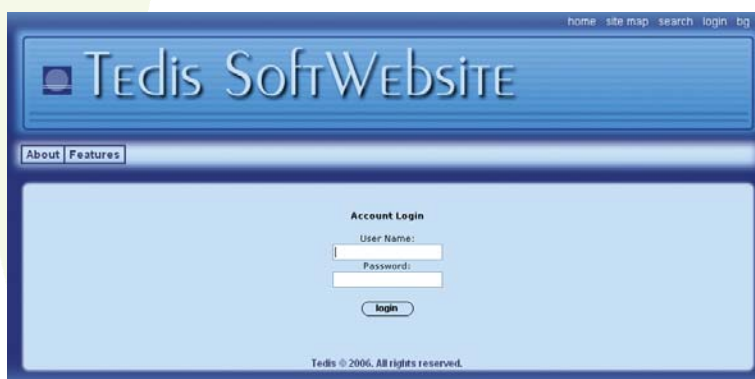 home site map search login bg
Tedis SoftWebsite
About Features
Account Login
User Name:
Password:
login
Tedis © 2006. All rights reserved.